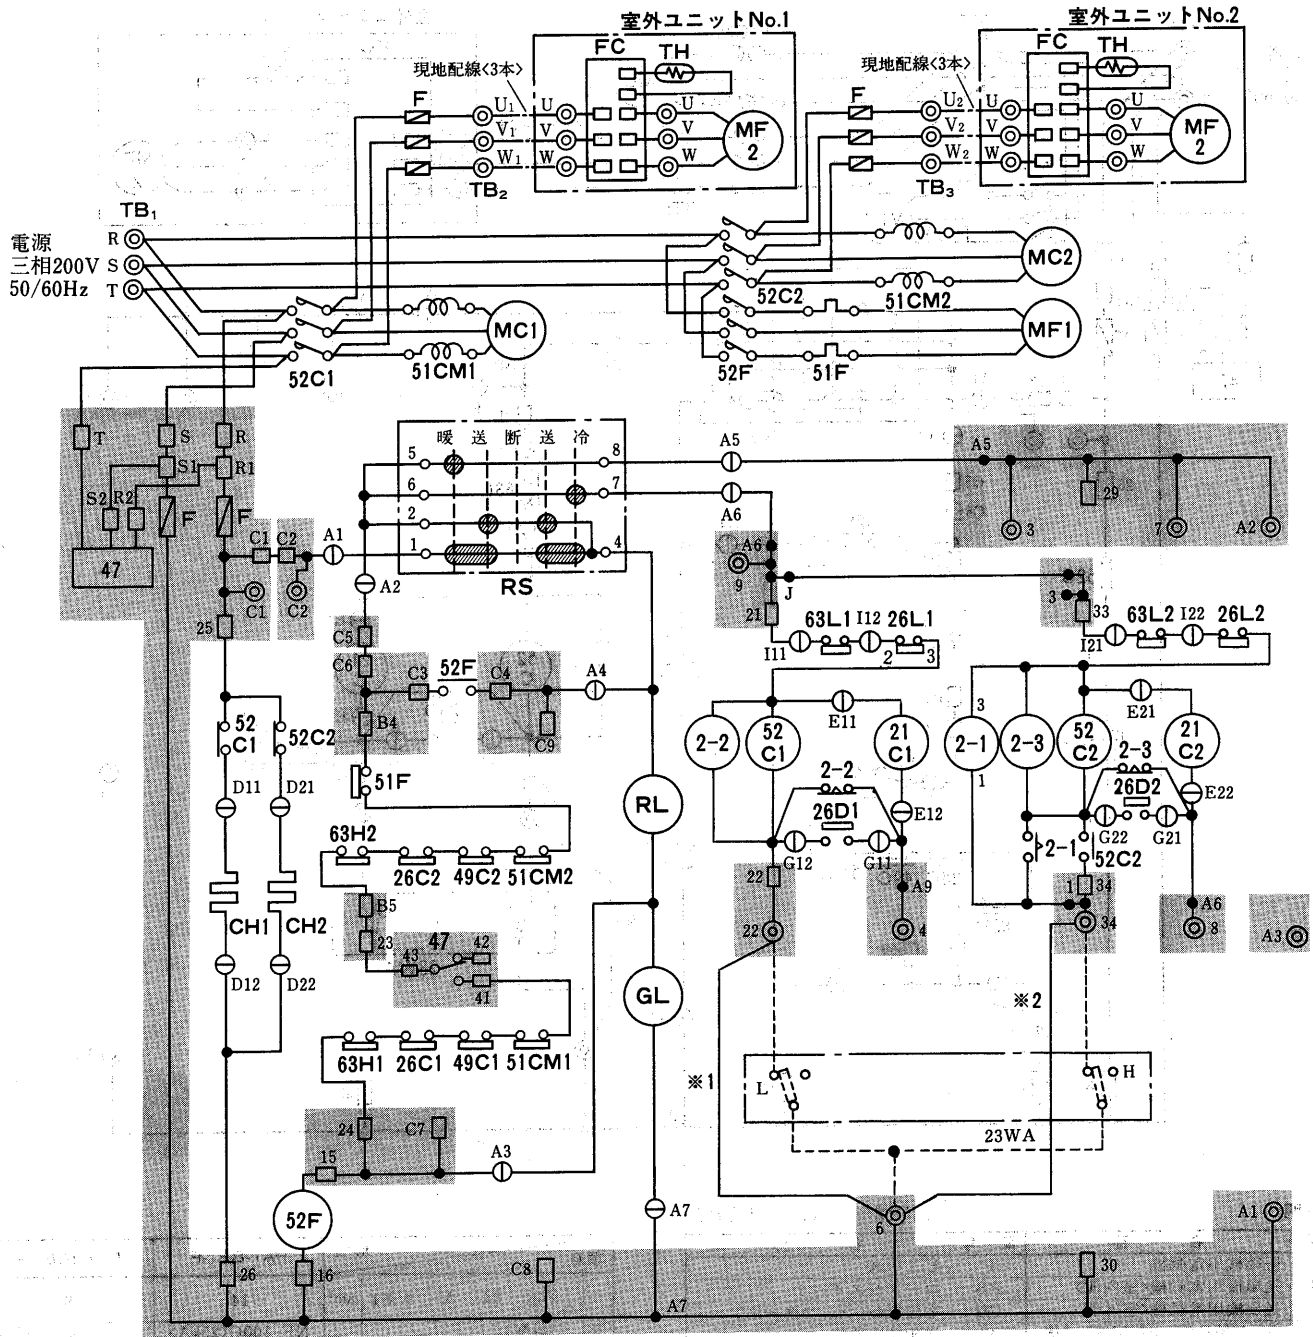 室外ユニットNo.1
室外ユニットNo.2
FC
TH
現地配線<3本>
F
U1
U
U
V1
V
V
W1
W
W
MF
2
TB2
FC
TH
現地配線<3本>
F
U2
U
U
V2
V
V
W2
W
W
MF
2
TB3
TB1
電源
三相200V
50/60Hz
R
S
T
52C1
51CM1
MC1
52C2
51CM2
MC2
MF1
52F
51F
T
S
R
S1
R1
S2
R2
F
F
47
C1
C2
C1
C2
A1
25
暖 送 断 送 冷
5
8
6
7
2
1
4
RS
A2
A5
A6
A5
29
3
7
A2
A6
9
21
J
2
3
33
63L1
I12
26L1
I11
2
3
63L2
I22
26L2
I21
C5
C6
C3
52F
C4
A4
B4
C9
51F
52
C1
52C2
D11
D21
CH1
CH2
D12
D22
63H2
26C2
49C2
51CM2
B5
23
43
47
42
41
63H1
26C1
49C1
51CM1
RL
GL
24
C7
15
A3
52F
A7
2-2
52
C1
E11
21
C1
2-2
26D1
E12
G12
G11
22
22
A9
4
3
2-1
1
2-3
52
C2
E21
21
C2
2-3
26D2
E22
G22
G21
2-1
52C2
1
34
34
A6
8
A3
※1
※2
L
H
23WA
6
A1
26
16
C8
A7
30